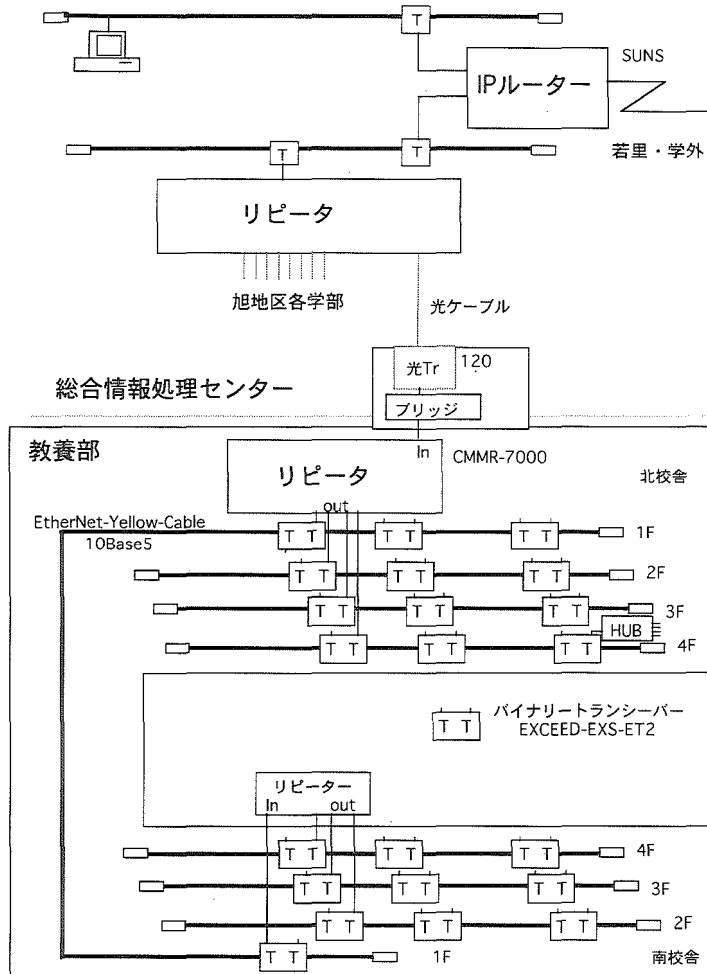 T
SUNS
IPルーター
T
T
若里・学外
リピータ
旭地区各学部
光ケーブル
光Tr
120
総合情報処理センター
ブリッジ
教養部
In
CMMR-7000
リピータ
北校舎
out
EtherNet-Yellow-Cable
10Base5
T T
T T
T T
1F
T T
T T
T T
2F
T T
T T
T T
3F
HUB
T T
T T
T T
4F
T T
バイナリートランシーバー
EXCEED-EXS-ET2
リピーター
In
out
T T
T T
T T
4F
T T
T T
T T
3F
T T
T T
T T
2F
T T
1F
南校舎